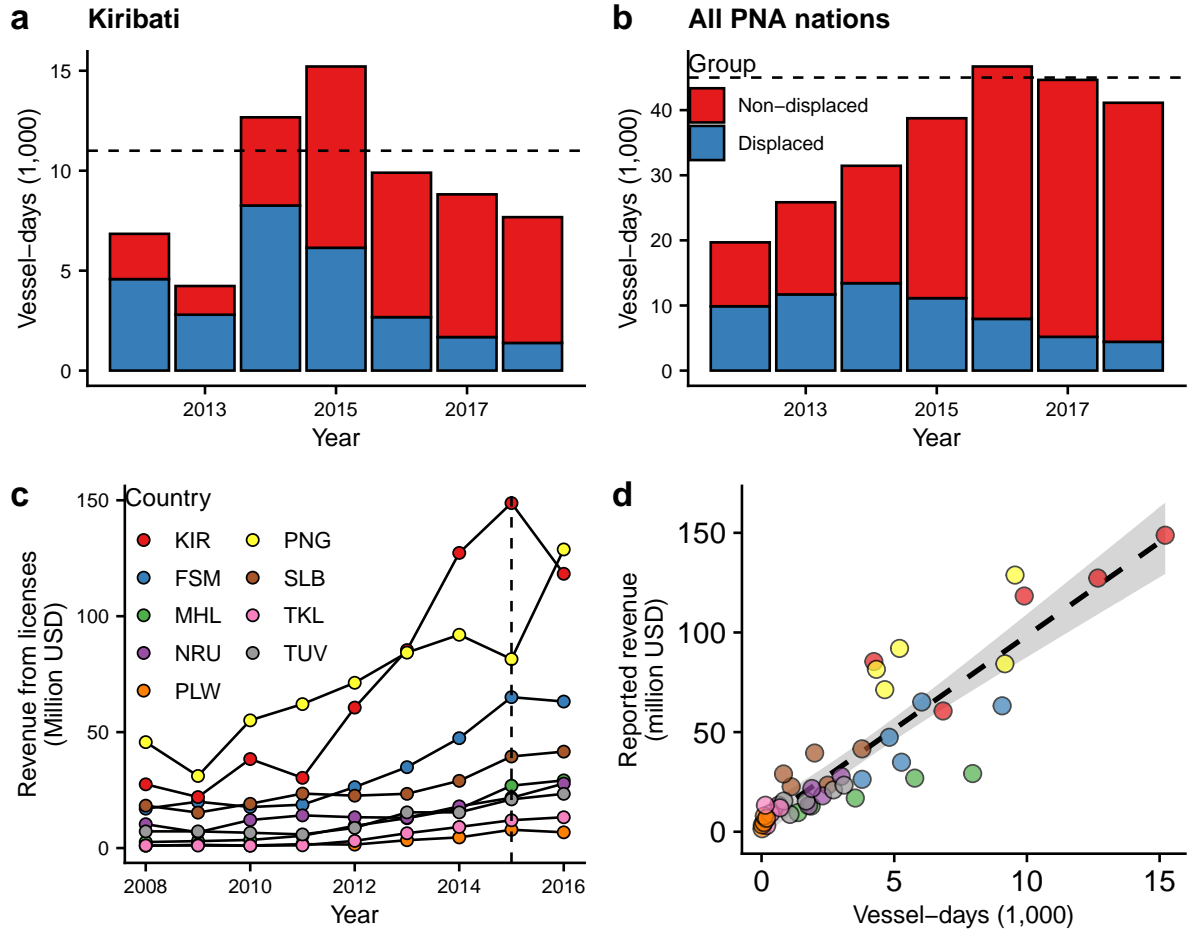 a Kiribati
15
10
5
0
Vessel−days (1,000)
2013 2015 2017
Year
b All PNA nations
Group
Non−displaced
Displaced
40
30
20
10
0
Vessel−days (1,000)
2013 2015 2017
Year
c
Country
KIR PNG
FSM SLB
MHL TKL
NRU TUV
PLW
150
100
50
0
Revenue from licenses
(Million USD)
2008 2010 2012 2014 2016
Year
d
150
100
50
0
Reported revenue
(million USD)
0 5 10 15
Vessel−days (1,000)